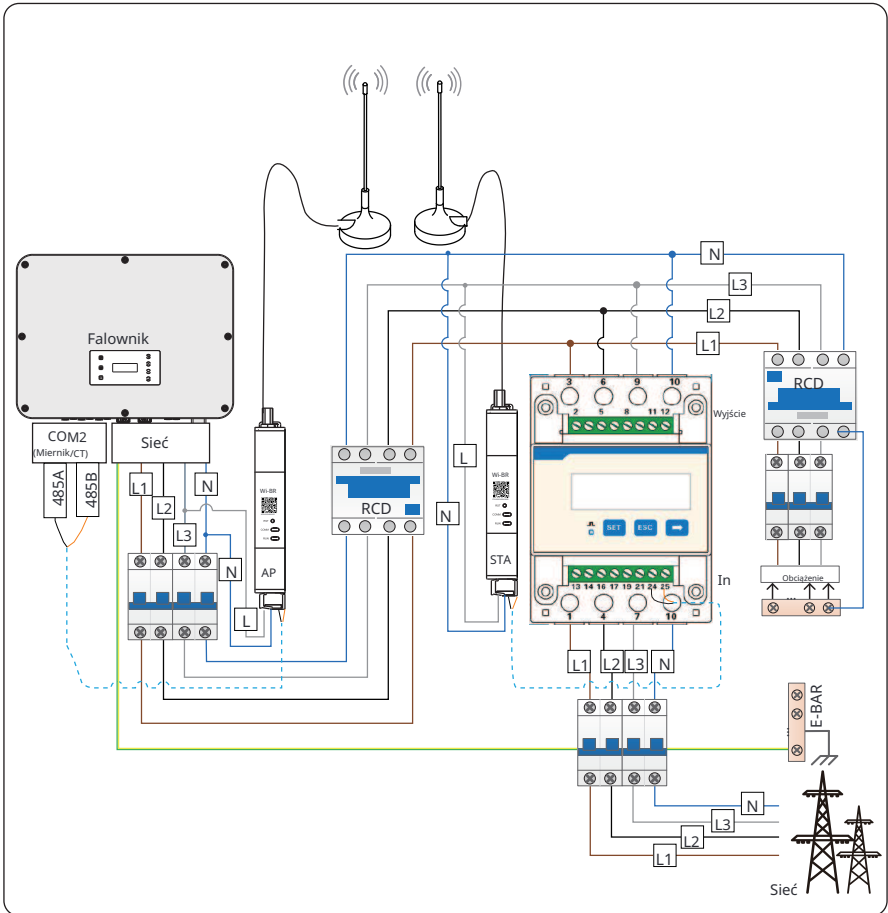 N
L3
L2
L1
Falownik
COM2
(Miernik/CT)
Sieć
485A
485B
L1
L2
L3
N
N
L
Wi-BR
AP
RCD
L
N
Wi-BR
STA
3 6 9 10
2 5 8 11 12
Wyjście
SET
ESC
In
13 14 16 17 19 21 24 25
1 4 7 10
L1
L2
L3
N
RCD
Obciążenie
...
E-BAR
N
L3
L2
L1
Sieć